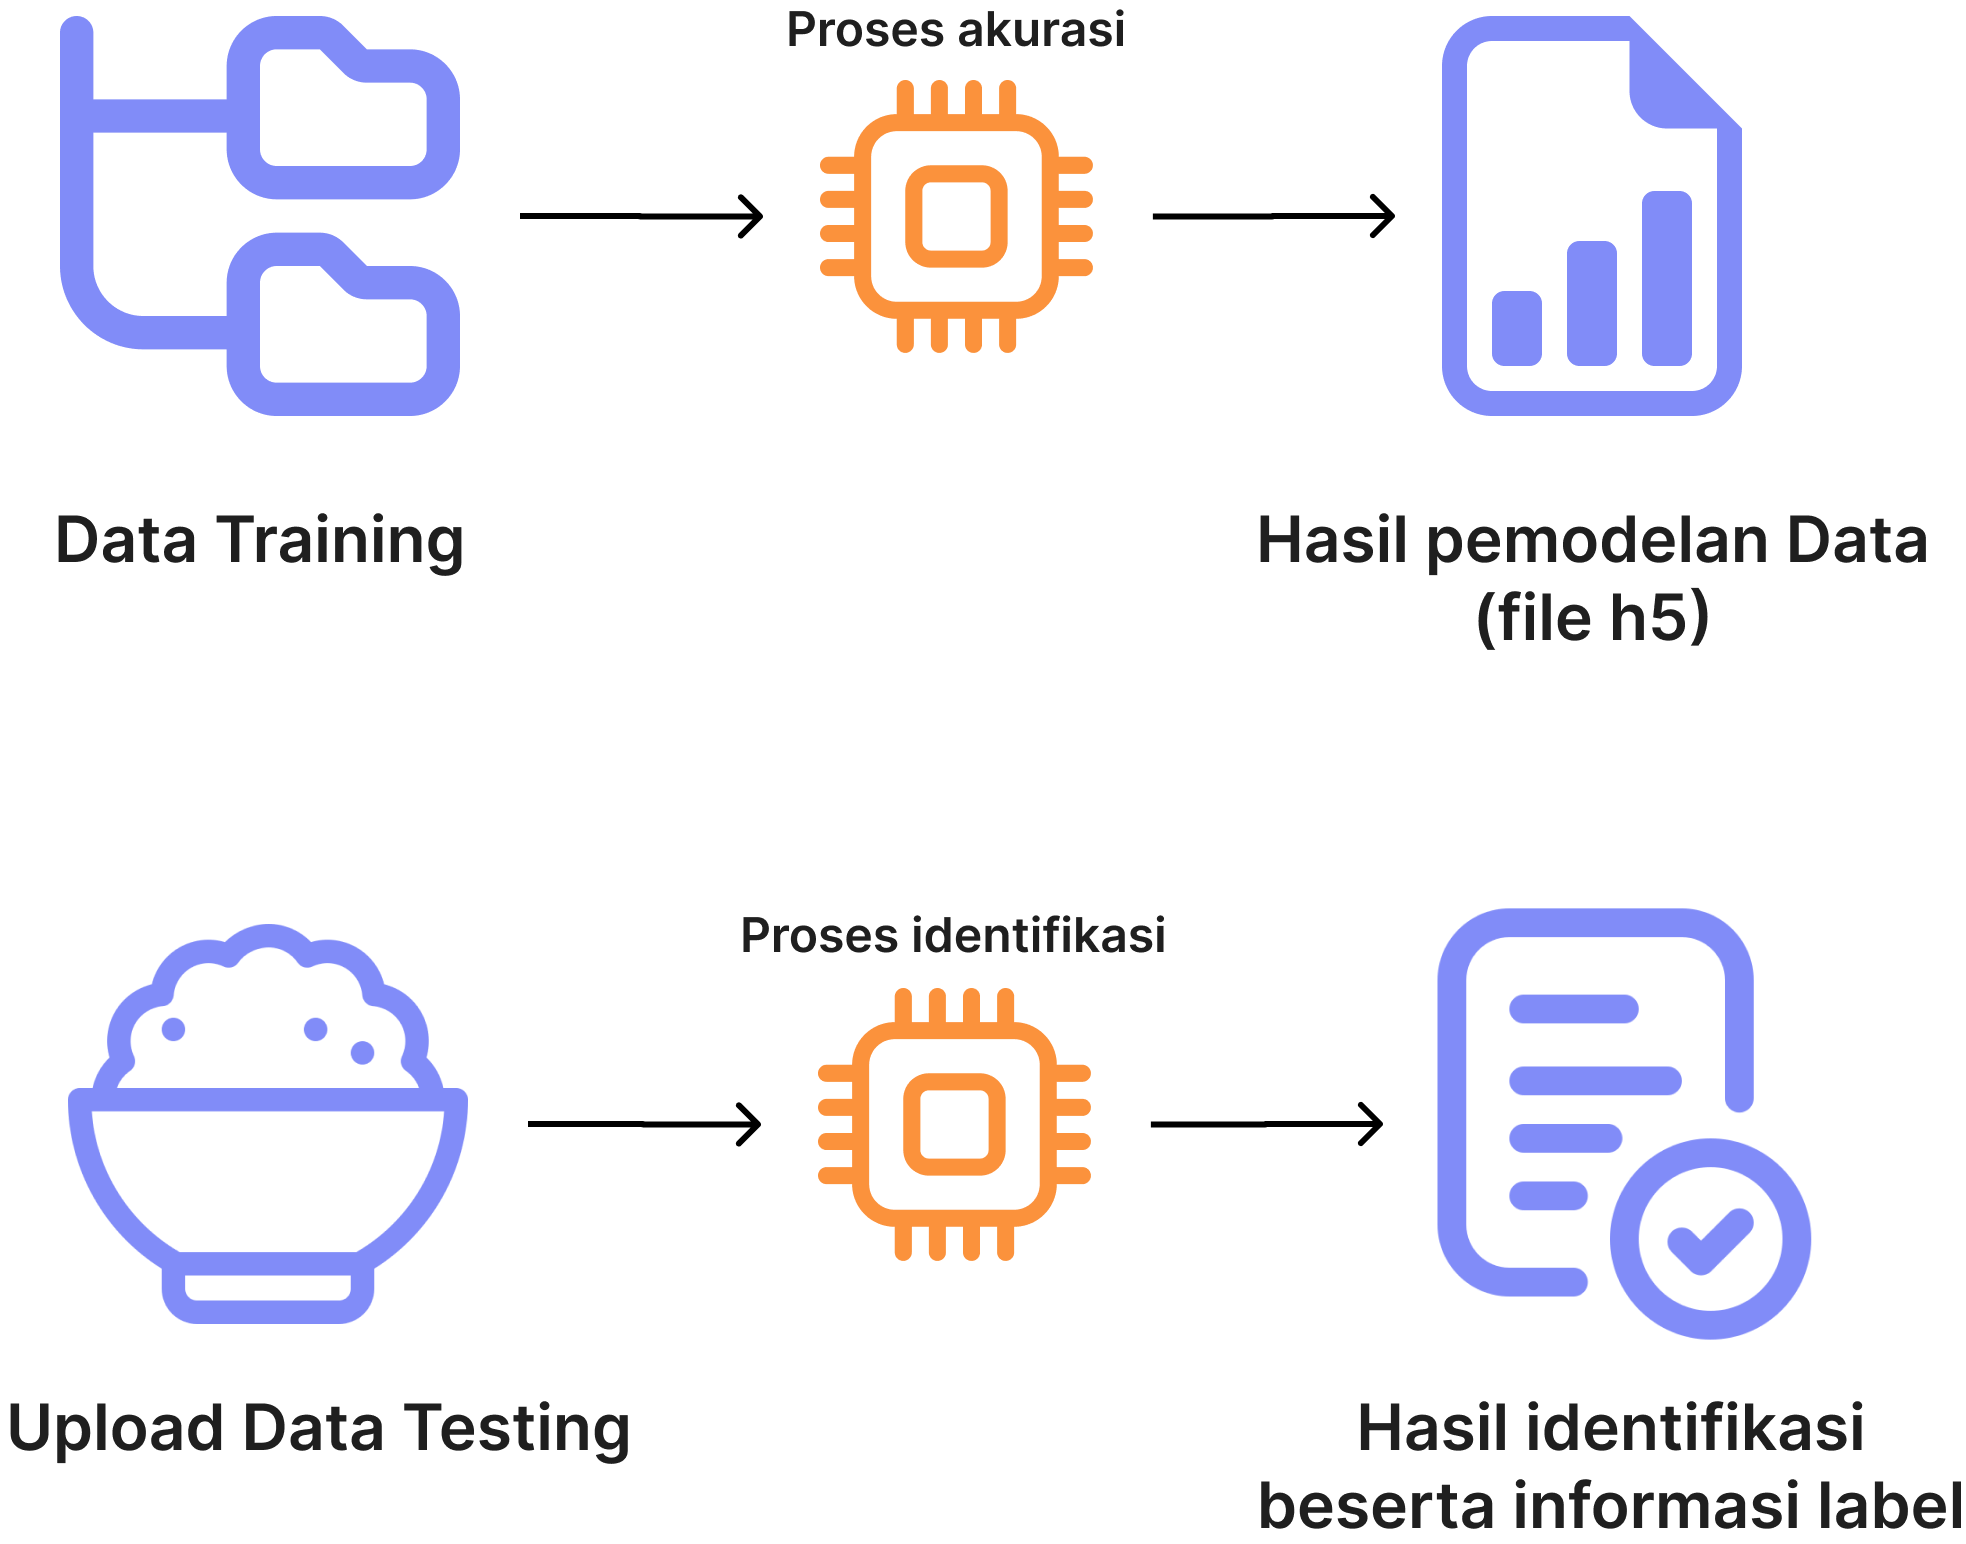 Proses akurasi
Data Training
Hasil pemodelan Data
(file h5)
Proses identifikasi
Upload Data Testing
Hasil identifikasi
beserta informasi label